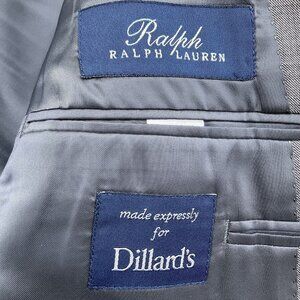 Ralph
RALPH LAUREN
made expressly
for
Dillard's